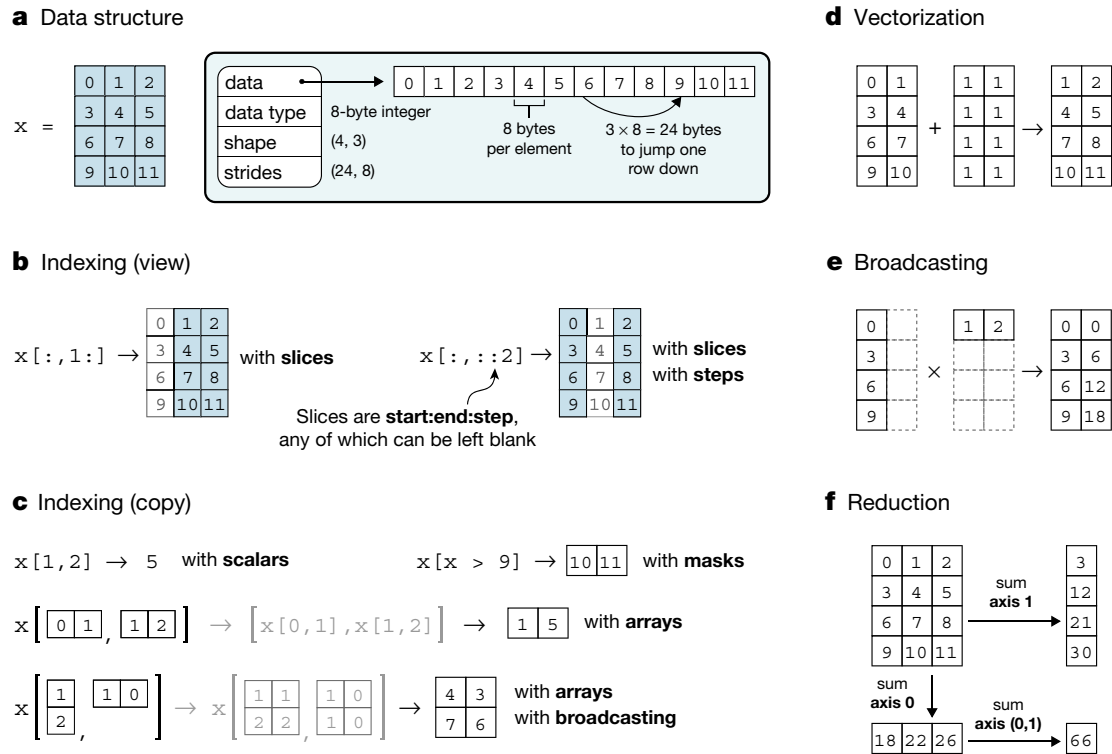 a Data structure
x =
0 1 2
3 4 5
6 7 8
9 10 11
data
data type
shape
strides
8-byte integer
(4, 3)
(24, 8)
0 1 2 3 4 5 6 7 8 9 10 11
8 bytes
per element
3 × 8 = 24 bytes
to jump one
row down
b Indexing (view)
x[:,1:] →
0 1 2
3 4 5
6 7 8
9 10 11
with slices
x[:,::2] →
0 1 2
3 4 5
6 7 8
9 10 11
with slices
with steps
Slices are start:end:step,
any of which can be left blank
c Indexing (copy)
x[1,2] → 5 with scalars
x[x > 9] → 10 11 with masks
x[ 0 1 , 1 2 ] → [x[0,1],x[1,2]] → 1 5 with arrays
x[ 1 2 , 1 0 ] → x[ 1 1 2 2 , 1 0 1 0 ] → 4 3 7 6
with arrays
with broadcasting
d Vectorization
0 1 + 1 1 → 1 2
3 4 1 1 4 5
6 7 1 1 7 8
9 10 1 1 10 11
e Broadcasting
0 × 1 2 → 0 0
3 3 6
6 6 12
9 9 18
f Reduction
0 1 2
3 4 5
6 7 8
9 10 11
sum
axis 1
3
12
21
30
sum
axis 0
18 22 26
sum
axis (0,1)
66